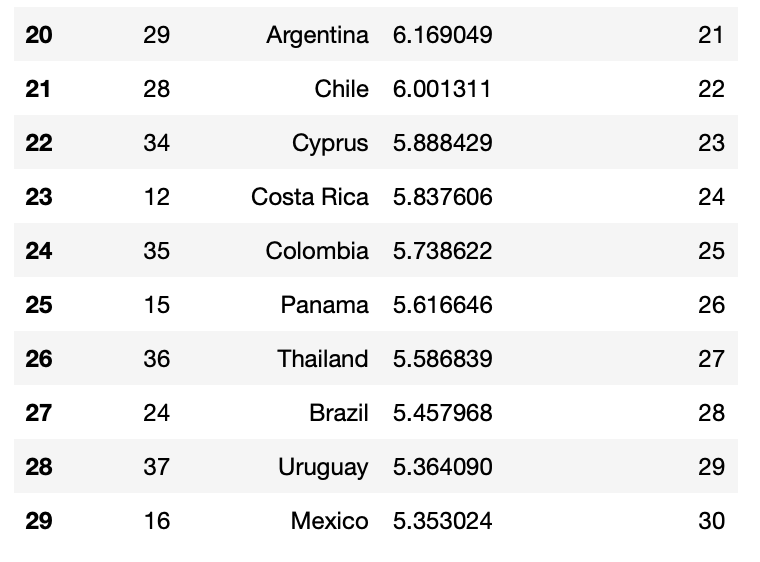 20 29 Argentina 6.169049 21
21 28 Chile 6.001311 22
22 34 Cyprus 5.888429 23
23 12 Costa Rica 5.837606 24
24 35 Colombia 5.738622 25
25 15 Panama 5.616646 26
26 36 Thailand 5.586839 27
27 24 Brazil 5.457968 28
28 37 Uruguay 5.364090 29
29 16 Mexico 5.353024 30